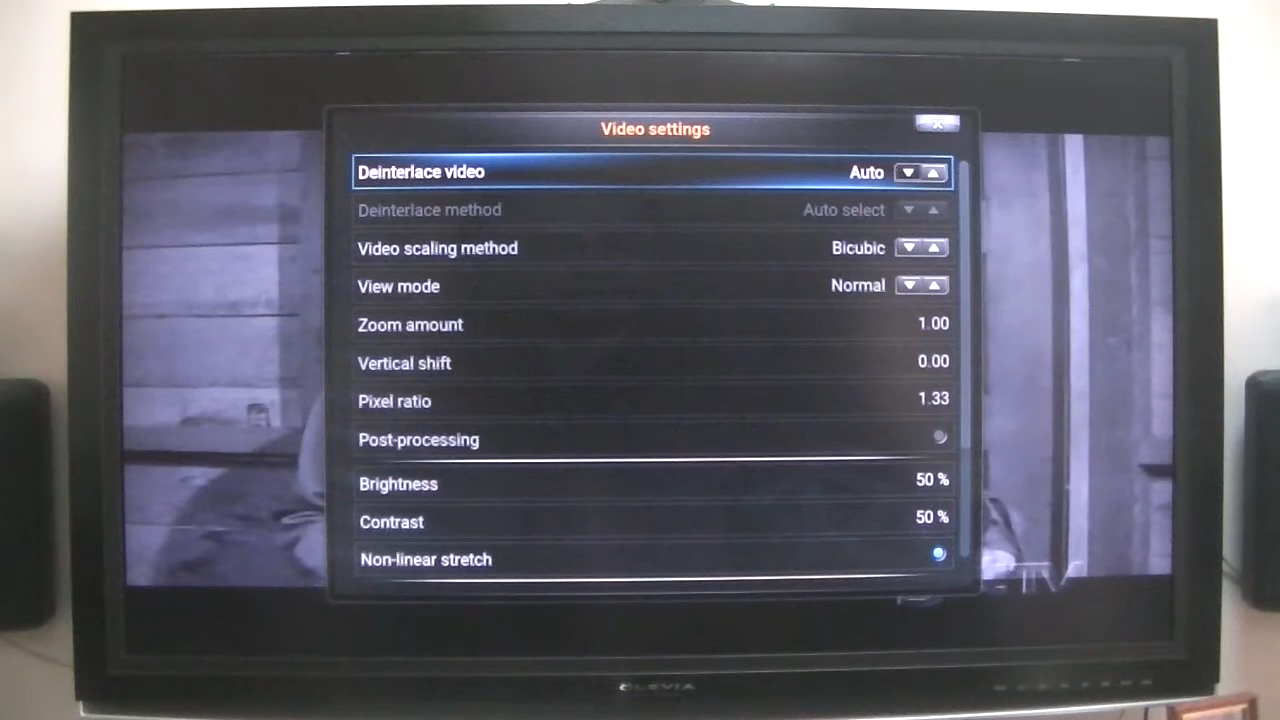 Video settings
Deinterlace video Auto
Deinterlace method Auto select
Video scaling method Bicubic
View mode Normal
Zoom amount 1.00
Vertical shift 0.00
Pixel ratio 1.33
Post-processing
Brightness 50 %
Contrast 50 %
Non-linear stretch
OLEVIA